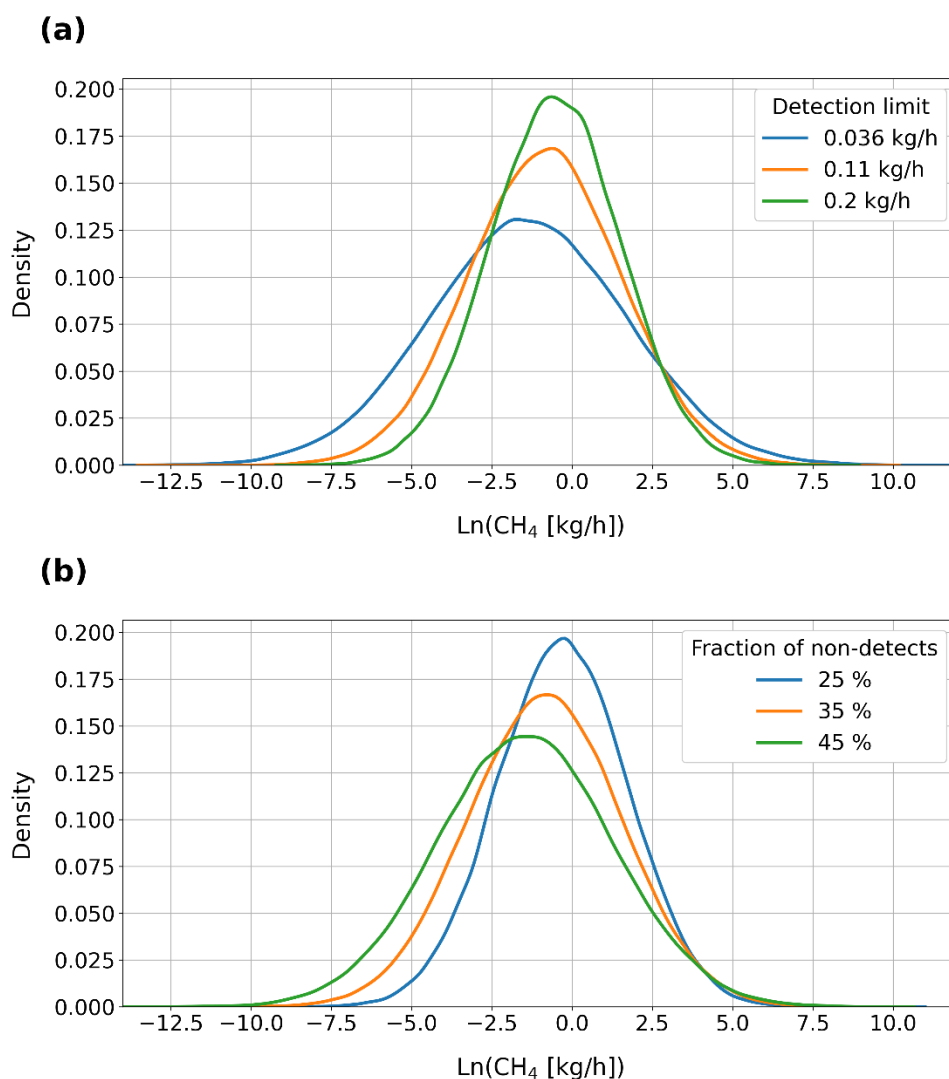 (a)
0.200
0.175
0.150
0.125
0.100
0.075
0.050
0.025
0.000
Density
Detection limit
0.036 kg/h
0.11 kg/h
0.2 kg/h
−12.5 −10.0 −7.5 −5.0 −2.5 0.0 2.5 5.0 7.5 10.0
Ln(CH₄ [kg/h])
(b)
0.200
0.175
0.150
0.125
0.100
0.075
0.050
0.025
0.000
Density
Fraction of non-detects
25 %
35 %
45 %
−12.5 −10.0 −7.5 −5.0 −2.5 0.0 2.5 5.0 7.5 10.0
Ln(CH₄ [kg/h])